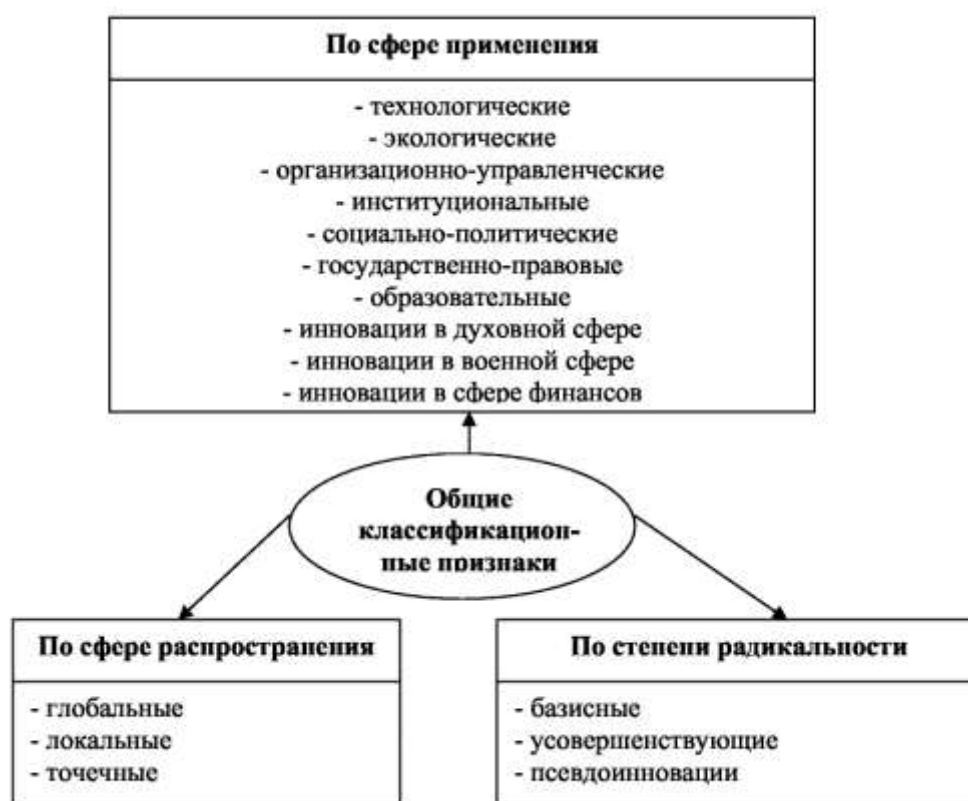 По сфере применения
- технологические
- экологические
- организационно-управленческие
- институциональные
- социально-политические
- государственно-правовые
- образовательные
- инновации в духовной сфере
- инновации в военной сфере
- инновации в сфере финансов
Общие
классификацион-
ные признаки
По сфере распространения
- глобальные
- локальные
- точечные
По степени радикальности
- базисные
- усовершенствующие
- псевдоинновации